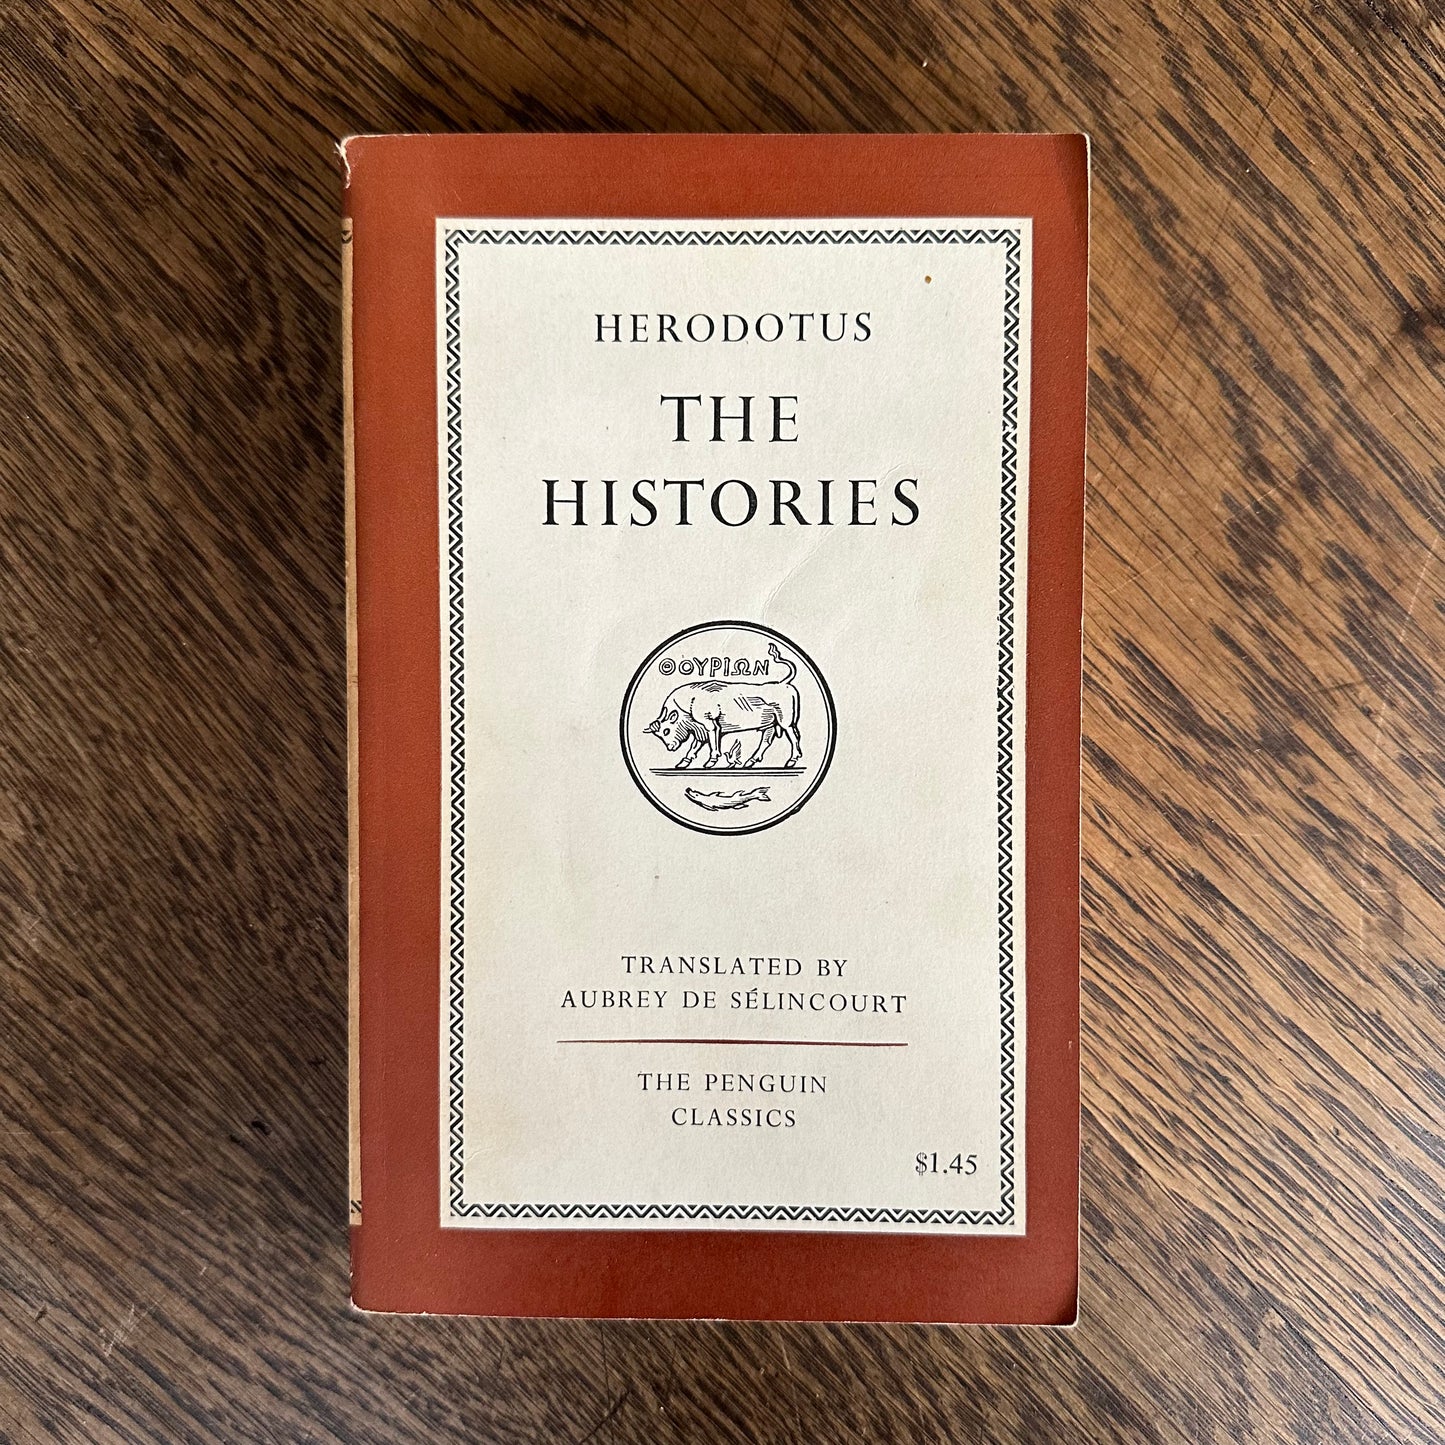 HERODOTUS
THE
HISTORIES
ΘΟΥΡΙΩΝ
TRANSLATED BY
AUBREY DE SÉLINCOURT
THE PENGUIN
CLASSICS
$1.45